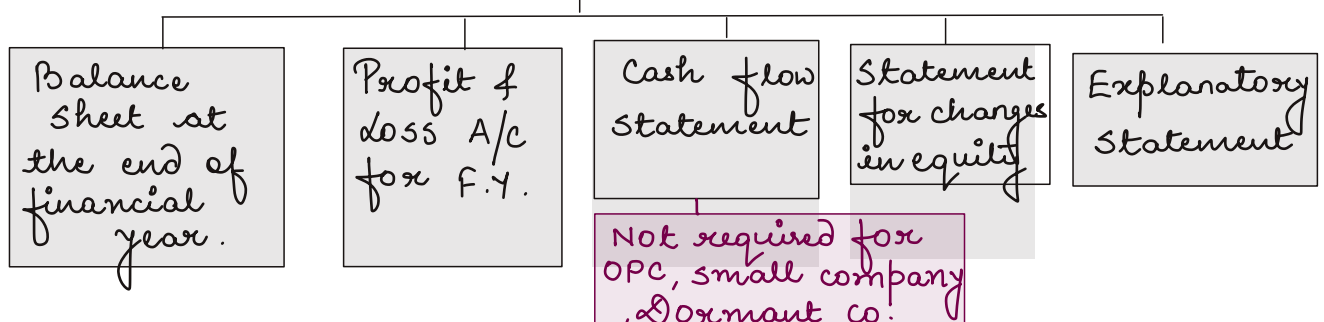 Balance
sheet at
the end of
financial
year.
Profit &
Loss A/c
for F.Y.
Cash flow
statement
Statement
for changes
in equity
Explanatory
statement
Not required for
OPC, small company
, Dormant co.